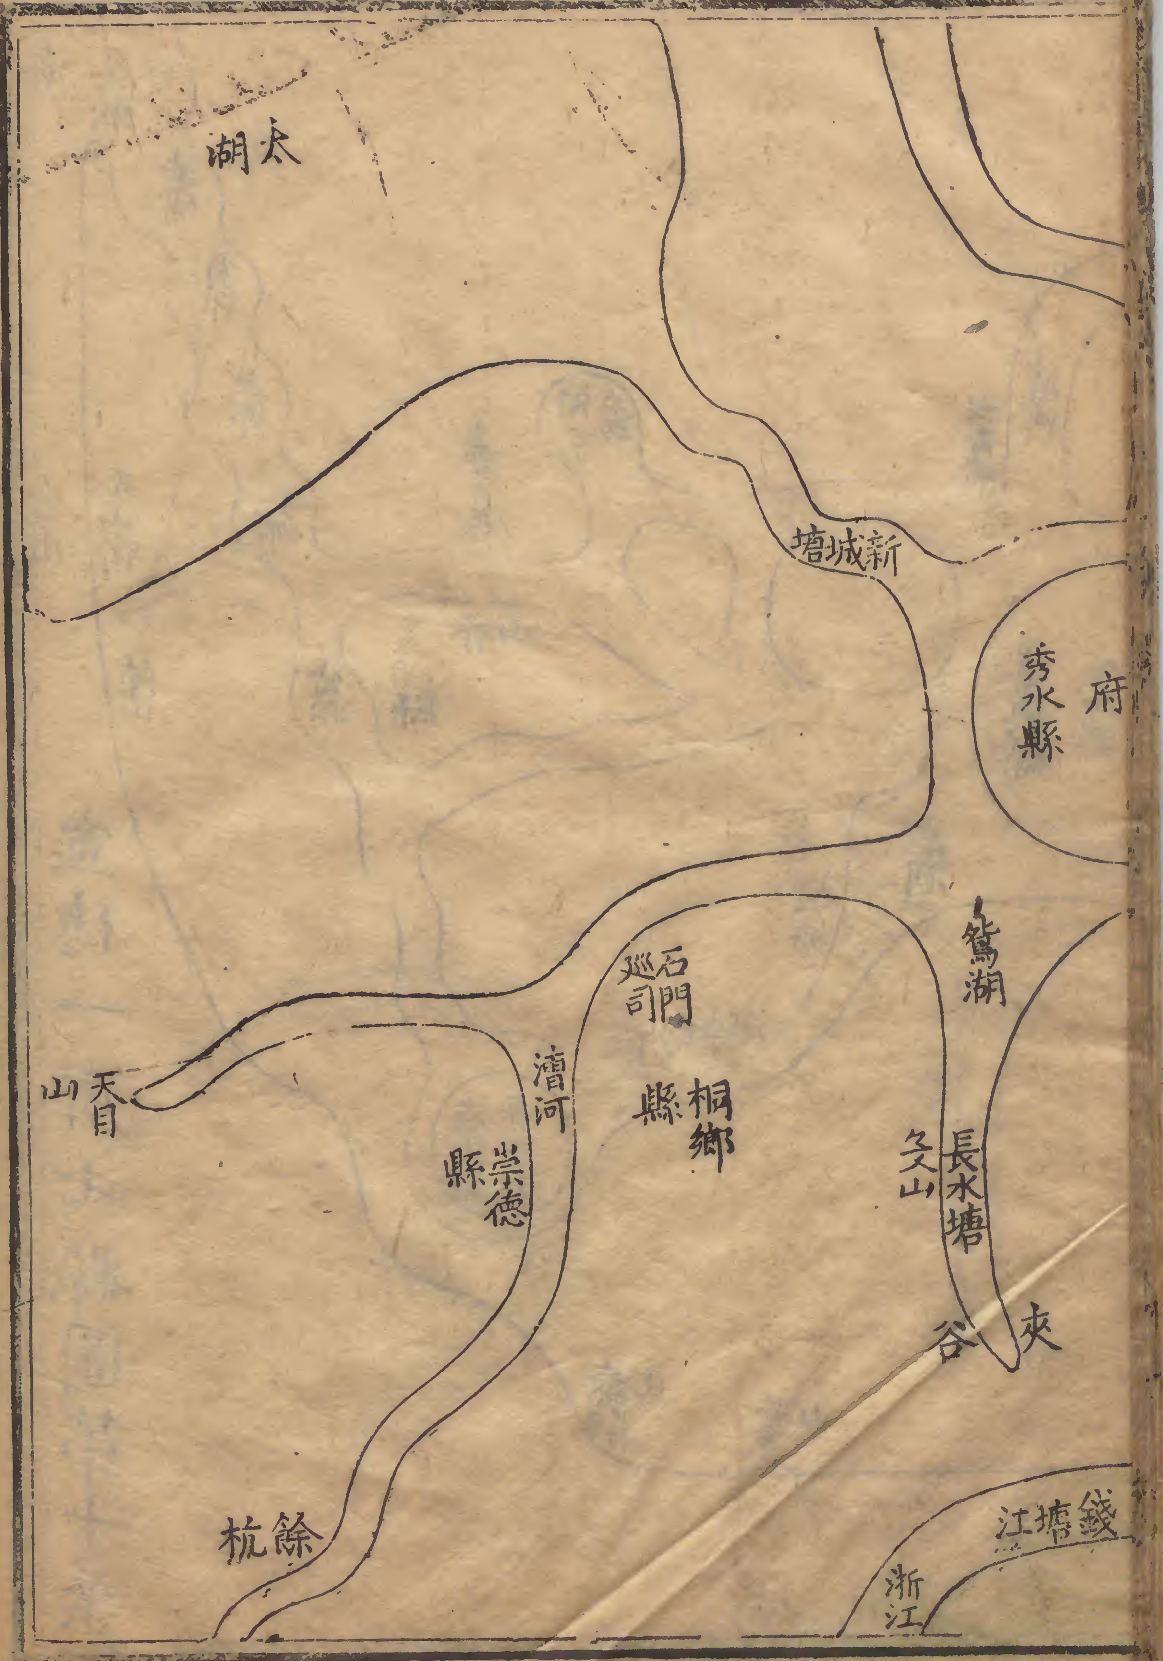 太湖
新城塘
府
秀水縣
鴛湖
石門
巡司
漕河
桐鄉
縣
天目
山
崇德
縣
長水塘
殳山
夾谷
餘杭
錢塘江
浙江